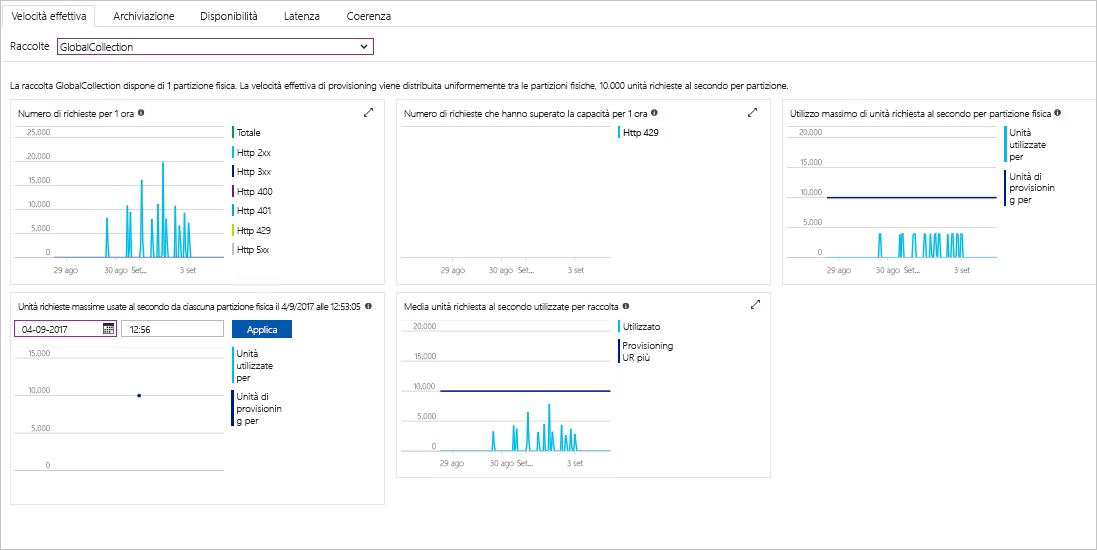 Velocità effettiva Archiviazione Disponibilità Latenza Coerenza
Raccolte GlobalCollection
La raccolta GlobalCollection dispone di 1 partizione fisica. La velocità effettiva di provisioning viene distribuita uniformemente tra le partizioni fisiche, 10.000 unità richieste al secondo per partizione.
Numero di richieste per 1 ora
25.000
20.000
15.000
10.000
5.000
0
29 ago 30 ago Set... 3 set
Totale
Http 2xx
Http 3xx
Http 400
Http 401
Http 429
Http 5xx
Numero di richieste che hanno superato la capacità per 1 ora
29 ago 30 ago Set... 3 set
Http 429
Utilizzo massimo di unità richiesta al secondo per partizione fisica
20.000
15.000
10.000
5.000
0
29 ago 30 ago Set... 3 set
Unità
utilizzate
per
Unità di
provisionin
g per
Unità richieste massime usate al secondo da ciascuna partizione fisica il 4/9/2017 alle 12:53:05
04-09-2017 12:56 Applica
15.000
10.000
5.000
0
Unità
utilizzate
per
Unità di
provisionin
g per
Media unità richiesta al secondo utilizzate per raccolta
20.000
15.000
10.000
5.000
0
29 ago 30 ago Set... 3 set
Utilizzato
Provisioning
UR più